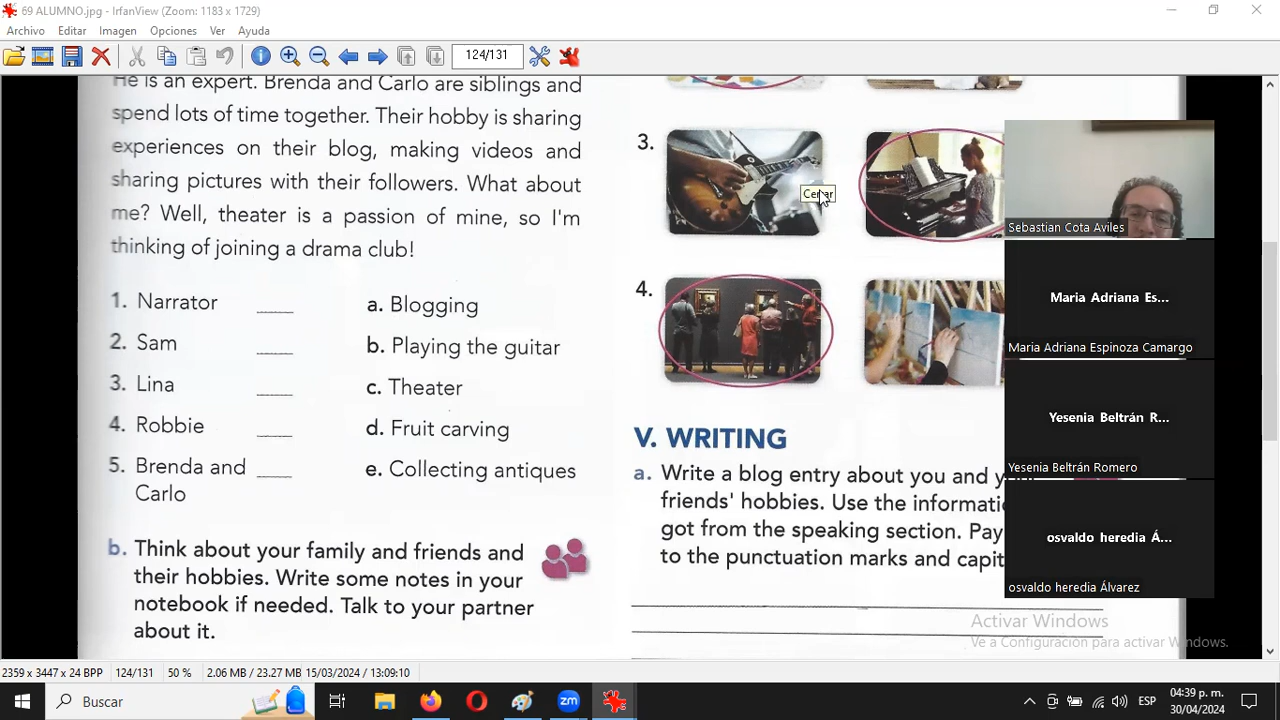 69 ALUMNO.jpg - IrfanView (Zoom: 1183 x 1729)
Archivo Editar Imagen Opciones Ver Ayuda
124/131
He is an expert. Brenda and Carlo are siblings and
spend lots of time together. Their hobby is sharing
experiences on their blog, making videos and
sharing pictures with their followers. What about
me? Well, theater is a passion of mine, so I'm
thinking of joining a drama club!
1. Narrator
2. Sam
3. Lina
4. Robbie
5. Brenda and
Carlo
a. Blogging
b. Playing the guitar
c. Theater
d. Fruit carving
e. Collecting antiques
b. Think about your family and friends and
their hobbies. Write some notes in your
notebook if needed. Talk to your partner
about it.
3.
4.
V. WRITING
a. Write a blog entry about you and
friends' hobbies. Use the
got from the speaking section. Pay
to the punctuation marks and
Sebastian Cota Aviles
Maria Adriana Es...
Maria Adriana Espinoza Camargo
Yesenia Beltrán R...
Yesenia Beltrán Romero
osvaldo heredia Á...
osvaldo heredia Álvarez
Activar Windows
Ve a Configuración para activar Windows.
2359 x 3447 x 24 BPP 124/131 50 % 2.06 MB / 23.27 MB 15/03/2024 / 13:09:10
Buscar
zm
ESP
04:39 p. m.
30/04/2024